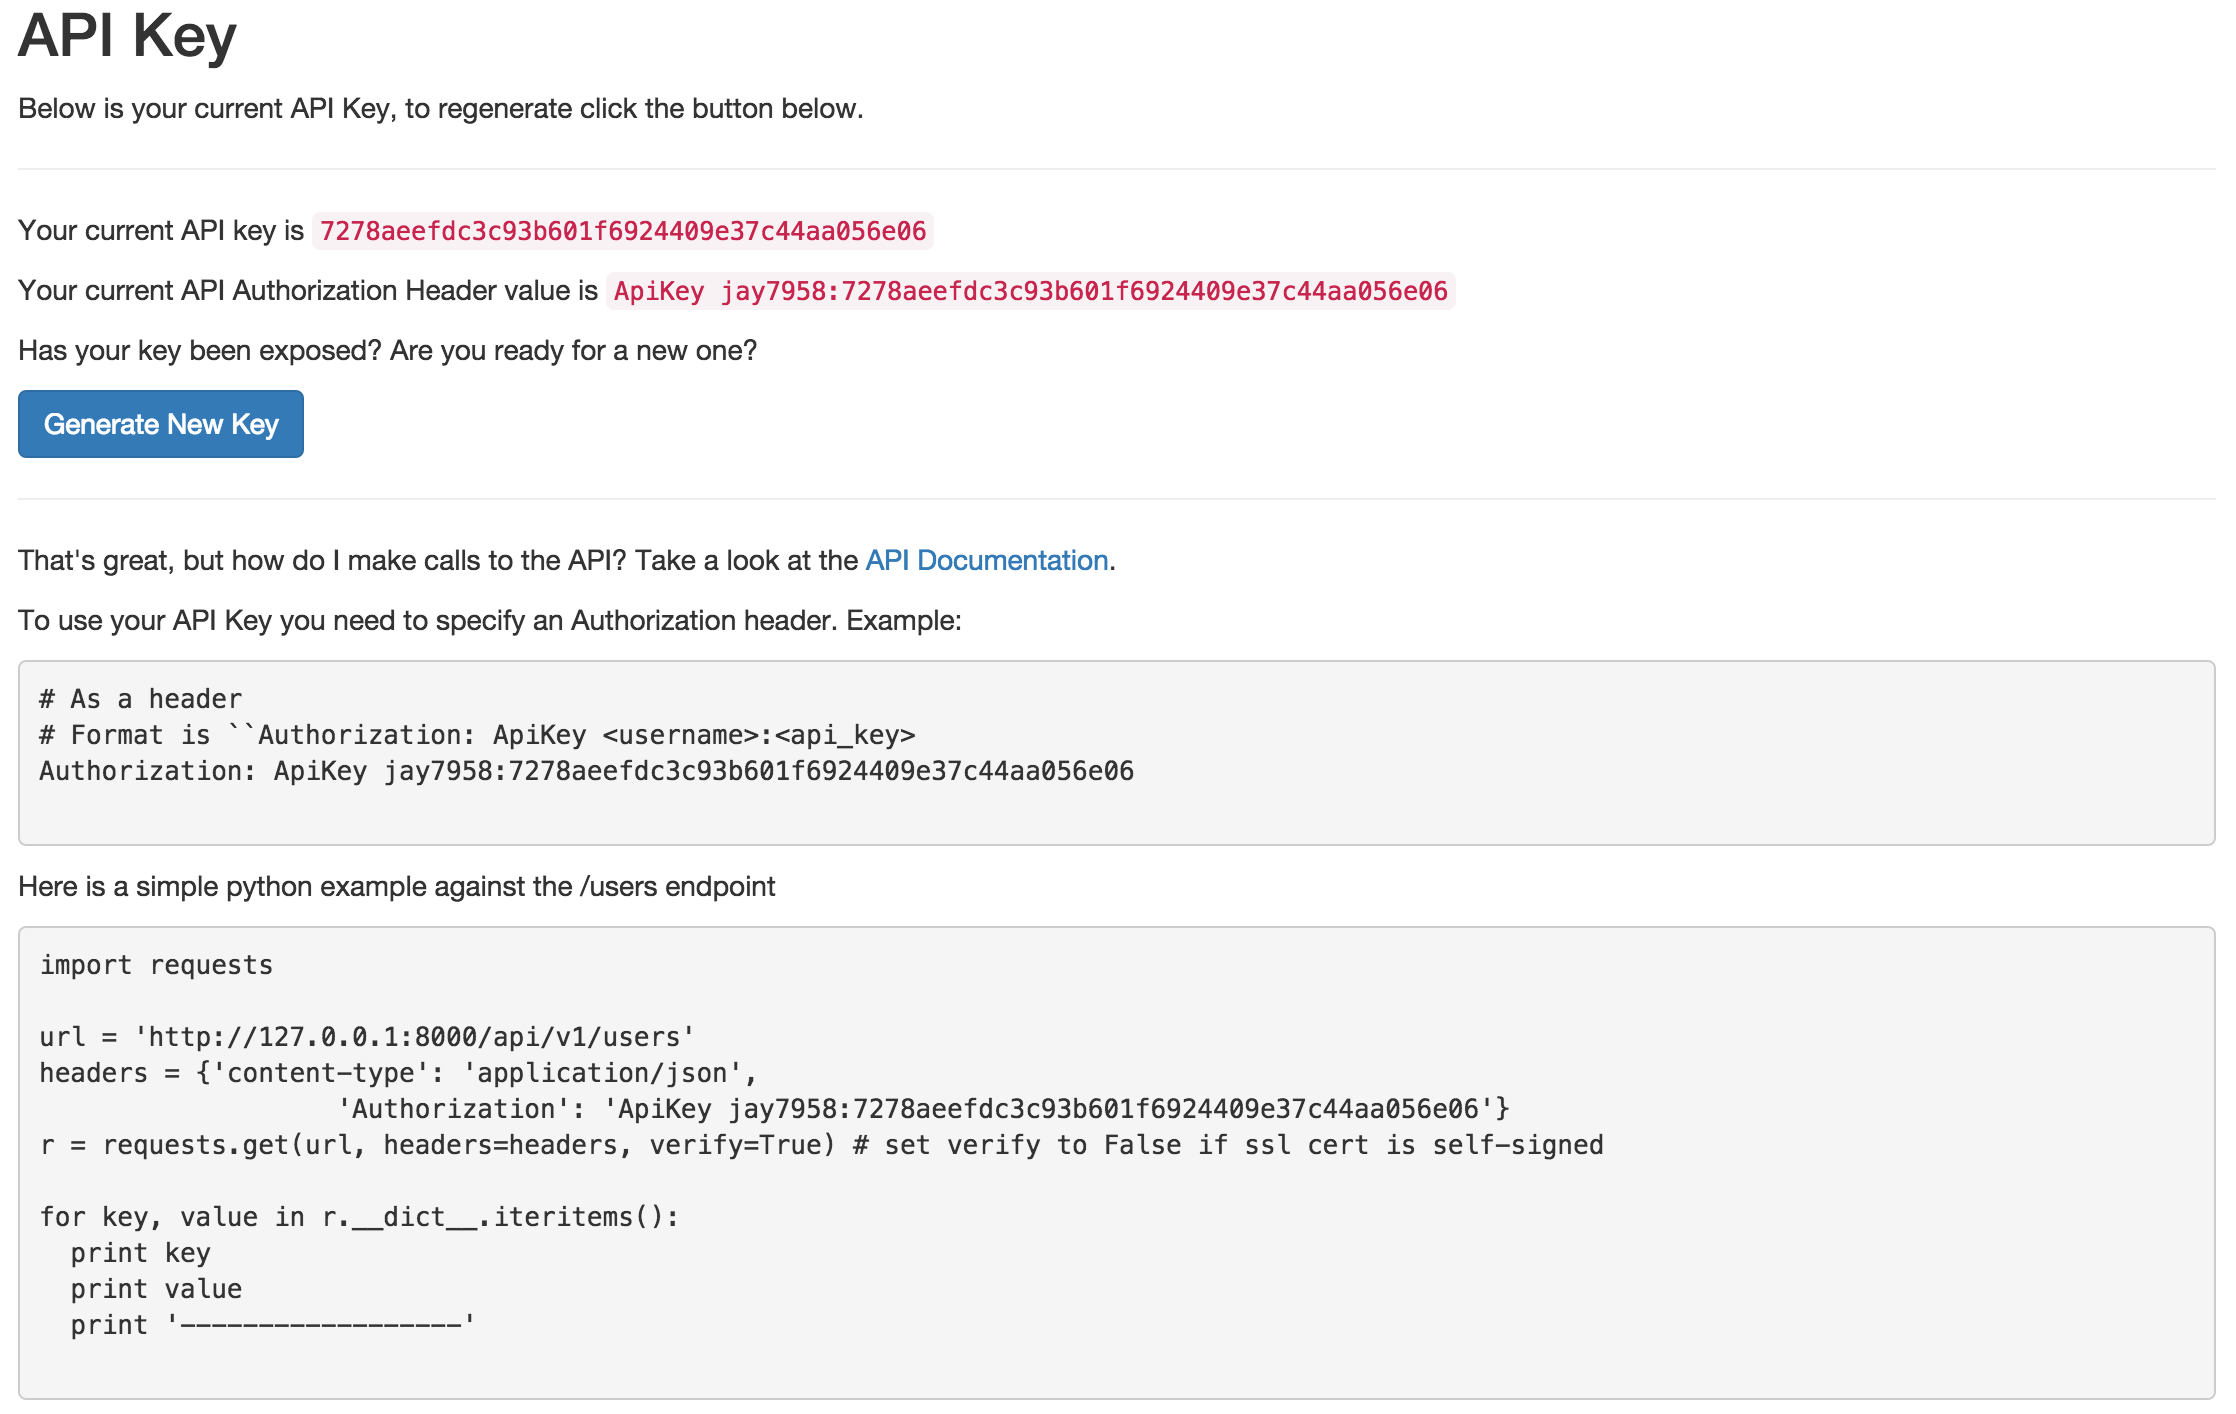 API Key
Below is your current API Key, to regenerate click the button below.
Your current API key is 7278aeefdc3c93b601f6924409e37c44aa056e06
Your current API Authorization Header value is ApiKey jay7958:7278aeefdc3c93b601f6924409e37c44aa056e06
Has your key been exposed? Are you ready for a new one?
Generate New Key
That's great, but how do I make calls to the API? Take a look at the API Documentation.
To use your API Key you need to specify an Authorization header. Example:
# As a header
# Format is ``Authorization: ApiKey <username>:<api_key>
Authorization: ApiKey jay7958:7278aeefdc3c93b601f6924409e37c44aa056e06
Here is a simple python example against the /users endpoint
import requests
url = 'http://127.0.0.1:8000/api/v1/users'
headers = {'content-type': 'application/json',
'Authorization': 'ApiKey jay7958:7278aeefdc3c93b601f6924409e37c44aa056e06'}
r = requests.get(url, headers=headers, verify=True) # set verify to False if ssl cert is self-signed
for key, value in r.__dict__.iteritems():
  print key
  print value
  print '------------------'